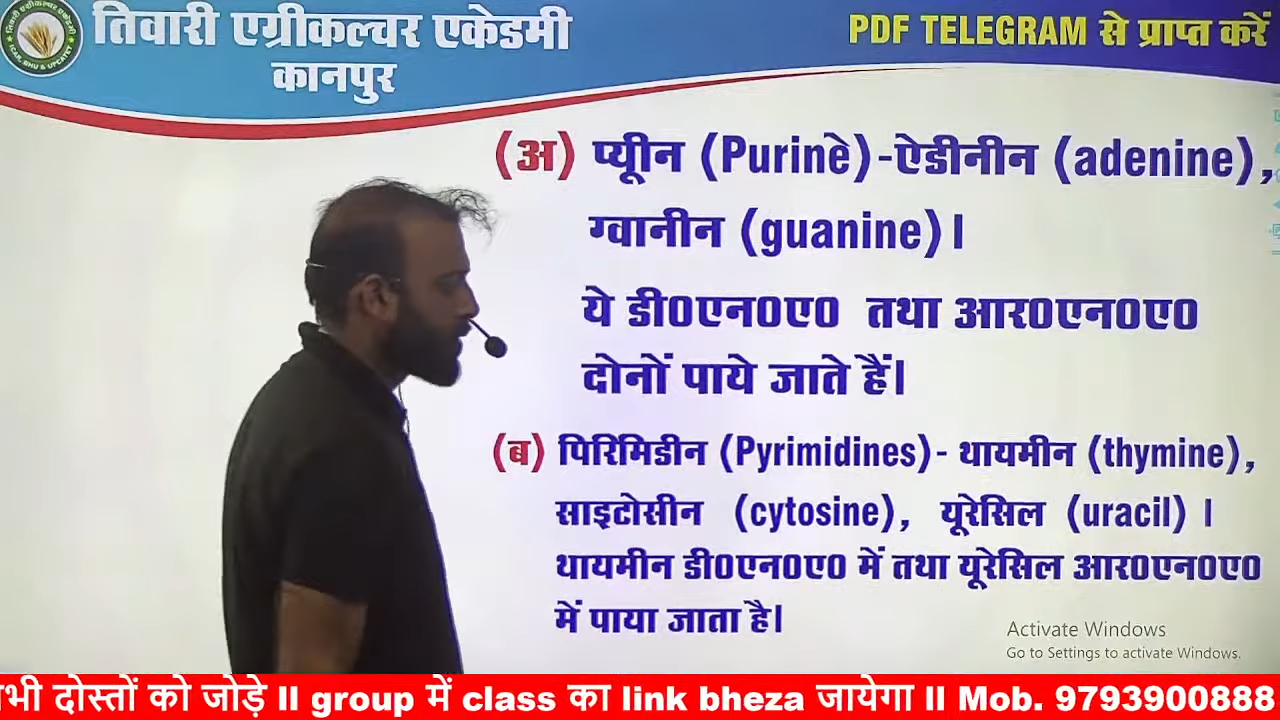 तिवारी एग्रीकल्चर एकेडमी
कानपुर
PDF TELEGRAM से प्राप्त करें
(अ) प्यूीन (Purine)-ऐडीनीन (adenine),
ग्वानीन (guanine)।
ये डी0एन0ए0 तथा आर0एन0ए0
दोनों पाये जाते हैं।
(ब) पिरिमिडीन (Pyrimidines)- थायमीन (thymine),
साइटोसीन (cytosine), यूरेसिल (uracil) ।
थायमीन डी0एन0ए0 में तथा यूरेसिल आर0एन0ए0
में पाया जाता है।
Activate Windows
Go to Settings to activate Windows.
भी दोस्तों को जोड़े II group में class का link bheza जायेगा II Mob. 9793900888